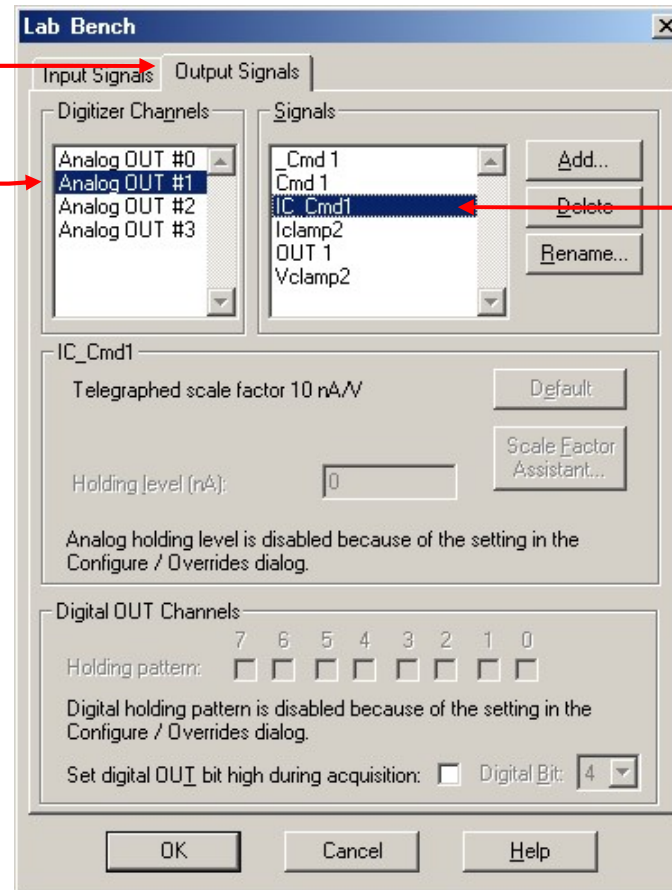 Lab Bench
Input Signals Output Signals
Digitizer Channels
Analog OUT #0
Analog OUT #1
Analog OUT #2
Analog OUT #3
Signals
_Cmd 1
Cmd 1
IC_Cmd1
Iclamp2
OUT 1
Vclamp2
Add...
Delete
Rename...
IC_Cmd1
Telegraphed scale factor 10 nA/V
Default
Scale Factor
Assistant...
Holding level (nA): 0
Analog holding level is disabled because of the setting in the
Configure / Overrides dialog.
Digital OUT Channels
7 6 5 4 3 2 1 0
Holding pattern:
Digital holding pattern is disabled because of the setting in the
Configure / Overrides dialog.
Set digital OUT bit high during acquisition: Digital Bit: 4
OK Cancel Help